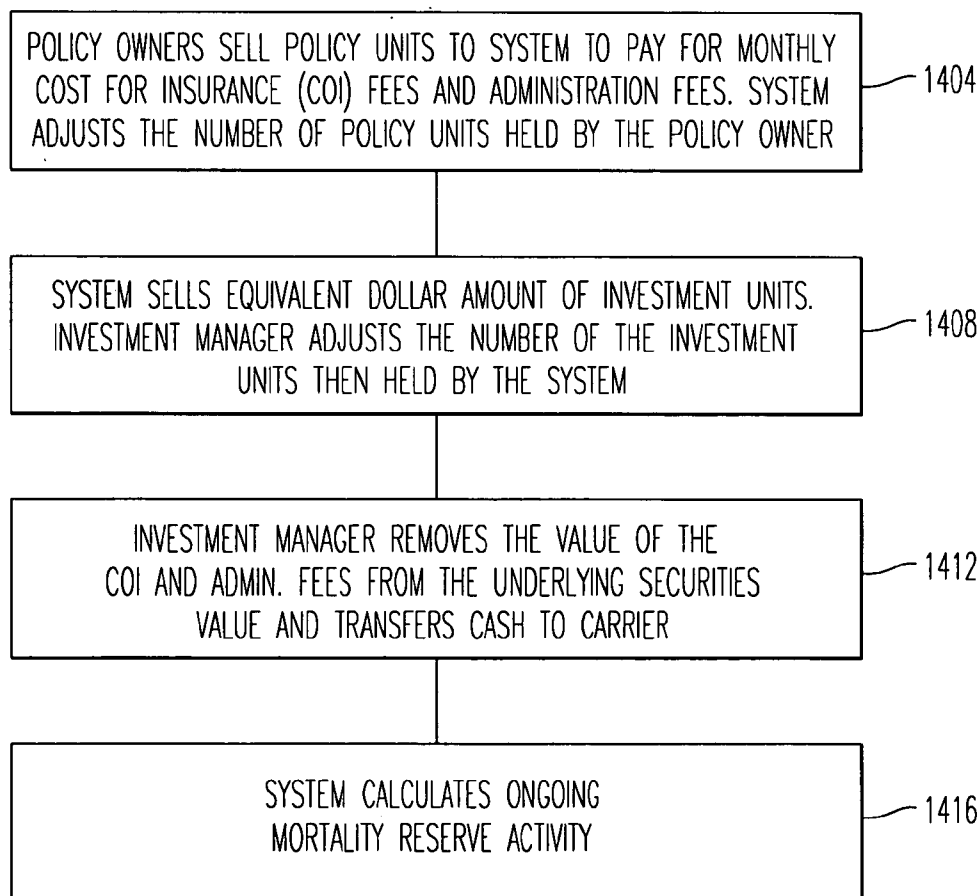 POLICY OWNERS SELL POLICY UNITS TO SYSTEM TO PAY FOR MONTHLY
COST FOR INSURANCE (COI) FEES AND ADMINISTRATION FEES. SYSTEM
ADJUSTS THE NUMBER OF POLICY UNITS HELD BY THE POLICY OWNER
1404
SYSTEM SELLS EQUIVALENT DOLLAR AMOUNT OF INVESTMENT UNITS.
INVESTMENT MANAGER ADJUSTS THE NUMBER OF THE INVESTMENT
UNITS THEN HELD BY THE SYSTEM
1408
INVESTMENT MANAGER REMOVES THE VALUE OF THE
COI AND ADMIN. FEES FROM THE UNDERLYING SECURITIES
VALUE AND TRANSFERS CASH TO CARRIER
1412
SYSTEM CALCULATES ONGOING
MORTALITY RESERVE ACTIVITY
1416